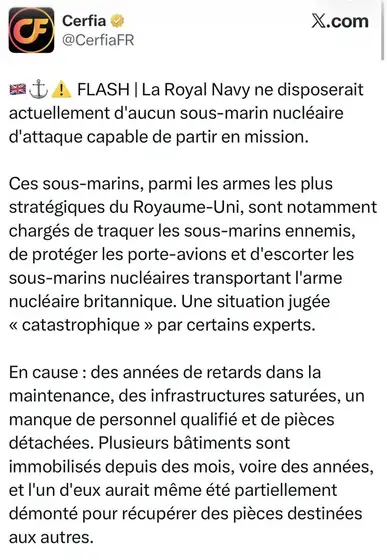 Cerfia
X.com
@CerfiaFR
🇬🇧⚓⚠️ FLASH | La Royal Navy ne disposerait
actuellement d'aucun sous-marin nucléaire
d'attaque capable de partir en mission.
Ces sous-marins, parmi les armes les plus
stratégiques du Royaume-Uni, sont notamment
chargés de traquer les sous-marins ennemis,
de protéger les porte-avions et d'escorter les
sous-marins nucléaires transportant l'arme
nucléaire britannique. Une situation jugée
« catastrophique » par certains experts.
En cause : des années de retards dans la
maintenance, des infrastructures saturées, un
manque de personnel qualifié et de pièces
détachées. Plusieurs bâtiments sont
immobilisés depuis des mois, voire des années,
et l'un d'eux aurait même été partiellement
démonté pour récupérer des pièces destinées
aux autres.